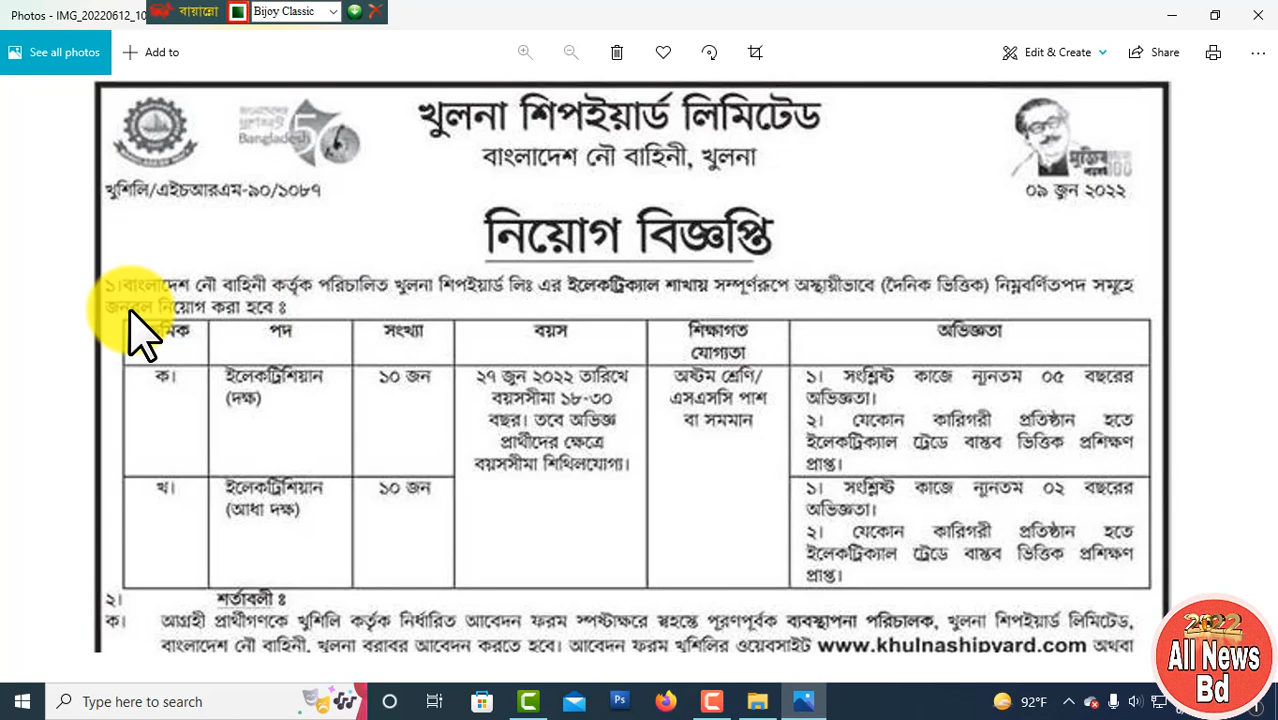 Photos - IMG_20220612_10
বায়ান্নো
Bijoy Classic
See all photos
Add to
Edit & Create
Share
খুলনা শিপইয়ার্ড লিমিটেড
বাংলাদেশ নৌ বাহিনী, খুলনা
Bangladesh 50
মুজিব
100
খুশিলি/এইচআরএম-৯০/১০৮৭
০৯ জুন ২০২২
নিয়োগ বিজ্ঞপ্তি
১।বাংলাদেশ নৌ বাহিনী কর্তৃক পরিচালিত খুলনা শিপইয়ার্ড লিঃ এর ইলেকট্রিক্যাল শাখায় সম্পূর্ণরূপে অস্থায়ীভাবে (দৈনিক ভিত্তিক) নিম্নবর্ণিতপদ সমূহে
জনবল নিয়োগ করা হবে ঃ
ক্রমিক পদ সংখ্যা বয়স শিক্ষাগত যোগ্যতা অভিজ্ঞতা
ক। ইলেকট্রিশিয়ান (দক্ষ) ১০ জন
২৭ জুন ২০২২ তারিখে
বয়সসীমা ১৮-৩০
বছর। তবে অভিজ্ঞ
প্রার্থীদের ক্ষেত্রে
বয়সসীমা শিথিলযোগ্য।
অষ্টম শ্রেণি/
এসএসসি পাশ
বা সমমান
১। সংশ্লিষ্ট কাজে ন্যূনতম ০৫ বছরের
অভিজ্ঞতা।
২। যেকোন কারিগরী প্রতিষ্ঠান হতে
ইলেকট্রিক্যাল ট্রেডে বাস্তব ভিত্তিক প্রশিক্ষণ
প্রাপ্ত।
খ। ইলেকট্রিশিয়ান (আধা দক্ষ) ১০ জন
১। সংশ্লিষ্ট কাজে ন্যূনতম ০২ বছরের
অভিজ্ঞতা।
২। যেকোন কারিগরী প্রতিষ্ঠান হতে
ইলেকট্রিক্যাল ট্রেডে বাস্তব ভিত্তিক প্রশিক্ষণ
প্রাপ্ত।
২। শর্তাবলী ঃ
ক। আগ্রহী প্রার্থীগণকে খুশিলি কর্তৃক নির্ধারিত আবেদন ফরম স্পষ্টাক্ষরে স্বহস্তে পূরণপূর্বক ব্যবস্থাপনা পরিচালক, খুলনা শিপইয়ার্ড লিমিটেড,
বাংলাদেশ নৌ বাহিনী, খুলনা বরাবর আবেদন করতে হবে। আবেদন ফরম খুশিলির ওয়েবসাইট www.khulnashipyard.com অথবা
2022
All News
Bd
Type here to search
92°F